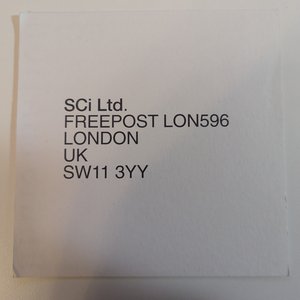 SCi Ltd.
FREEPOST LON596
LONDON
UK
SW11 3YY